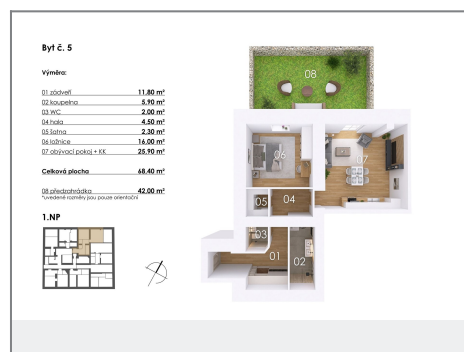 Byt č. 5
Výměra:
01 zádveří 11.80 m²
02 koupelna 5.90 m²
03 WC 2.00 m²
04 hala 4.50 m²
05 šatna 2.30 m²
06 ložnice 16.00 m²
07 obývací pokoj + KK 25.90 m²
Celková plocha 68.40 m²
08 předzahrádka 42.00 m²
*uvedené rozměry jsou pouze orientační
1.NP
08
06
07
05
04
03
01
02